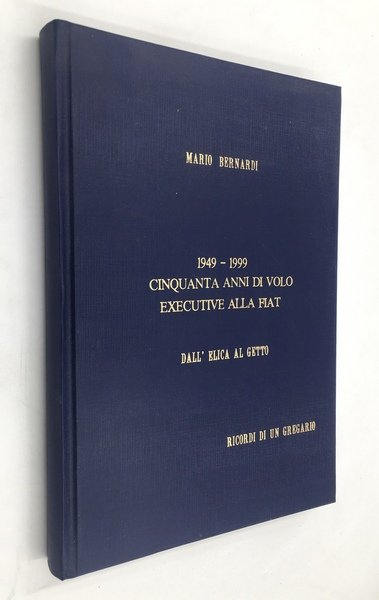 MARIO BERNARDI
1949 - 1999
CINQUANTA ANNI DI VOLO
EXECUTIVE ALLA FIAT
DALL' ELICA AL GETTO
RICORDI DI UN GREGARIO